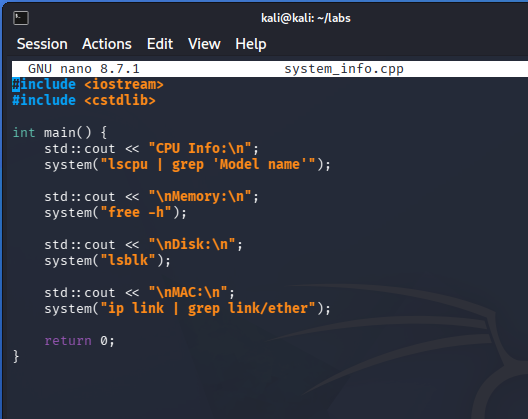 kali@kali: ~/labs
Session Actions Edit View Help
GNU nano 8.7.1 system_info.cpp
#include <iostream>
#include <cstdlib>
int main() {
std::cout << "CPU Info:\n";
system("lscpu | grep 'Model name'");
std::cout << "\nMemory:\n";
system("free -h");
std::cout << "\nDisk:\n";
system("lsblk");
std::cout << "\nMAC:\n";
system("ip link | grep link/ether");
return 0;
}